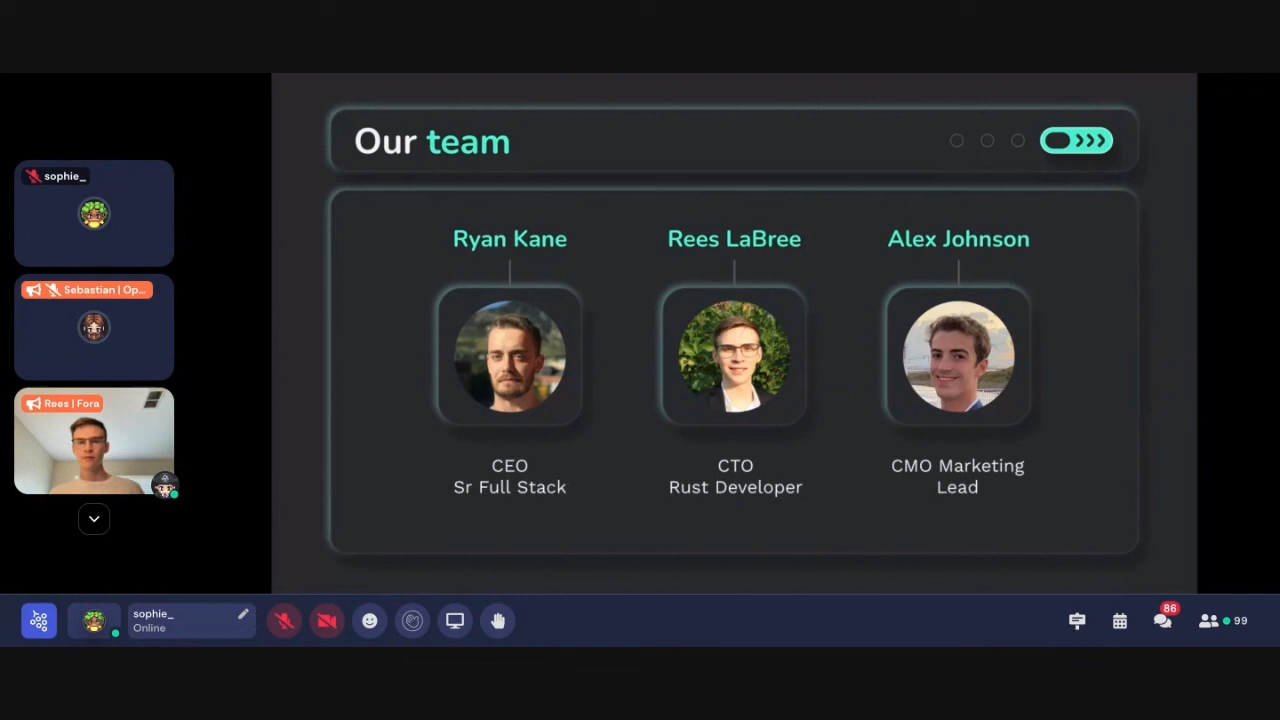 sophie_
Sebastian | Op...
Rees | Fora
Our team
Ryan Kane
Rees LaBree
Alex Johnson
CEO
Sr Full Stack
CTO
Rust Developer
CMO Marketing
Lead
sophie_
Online
86
99